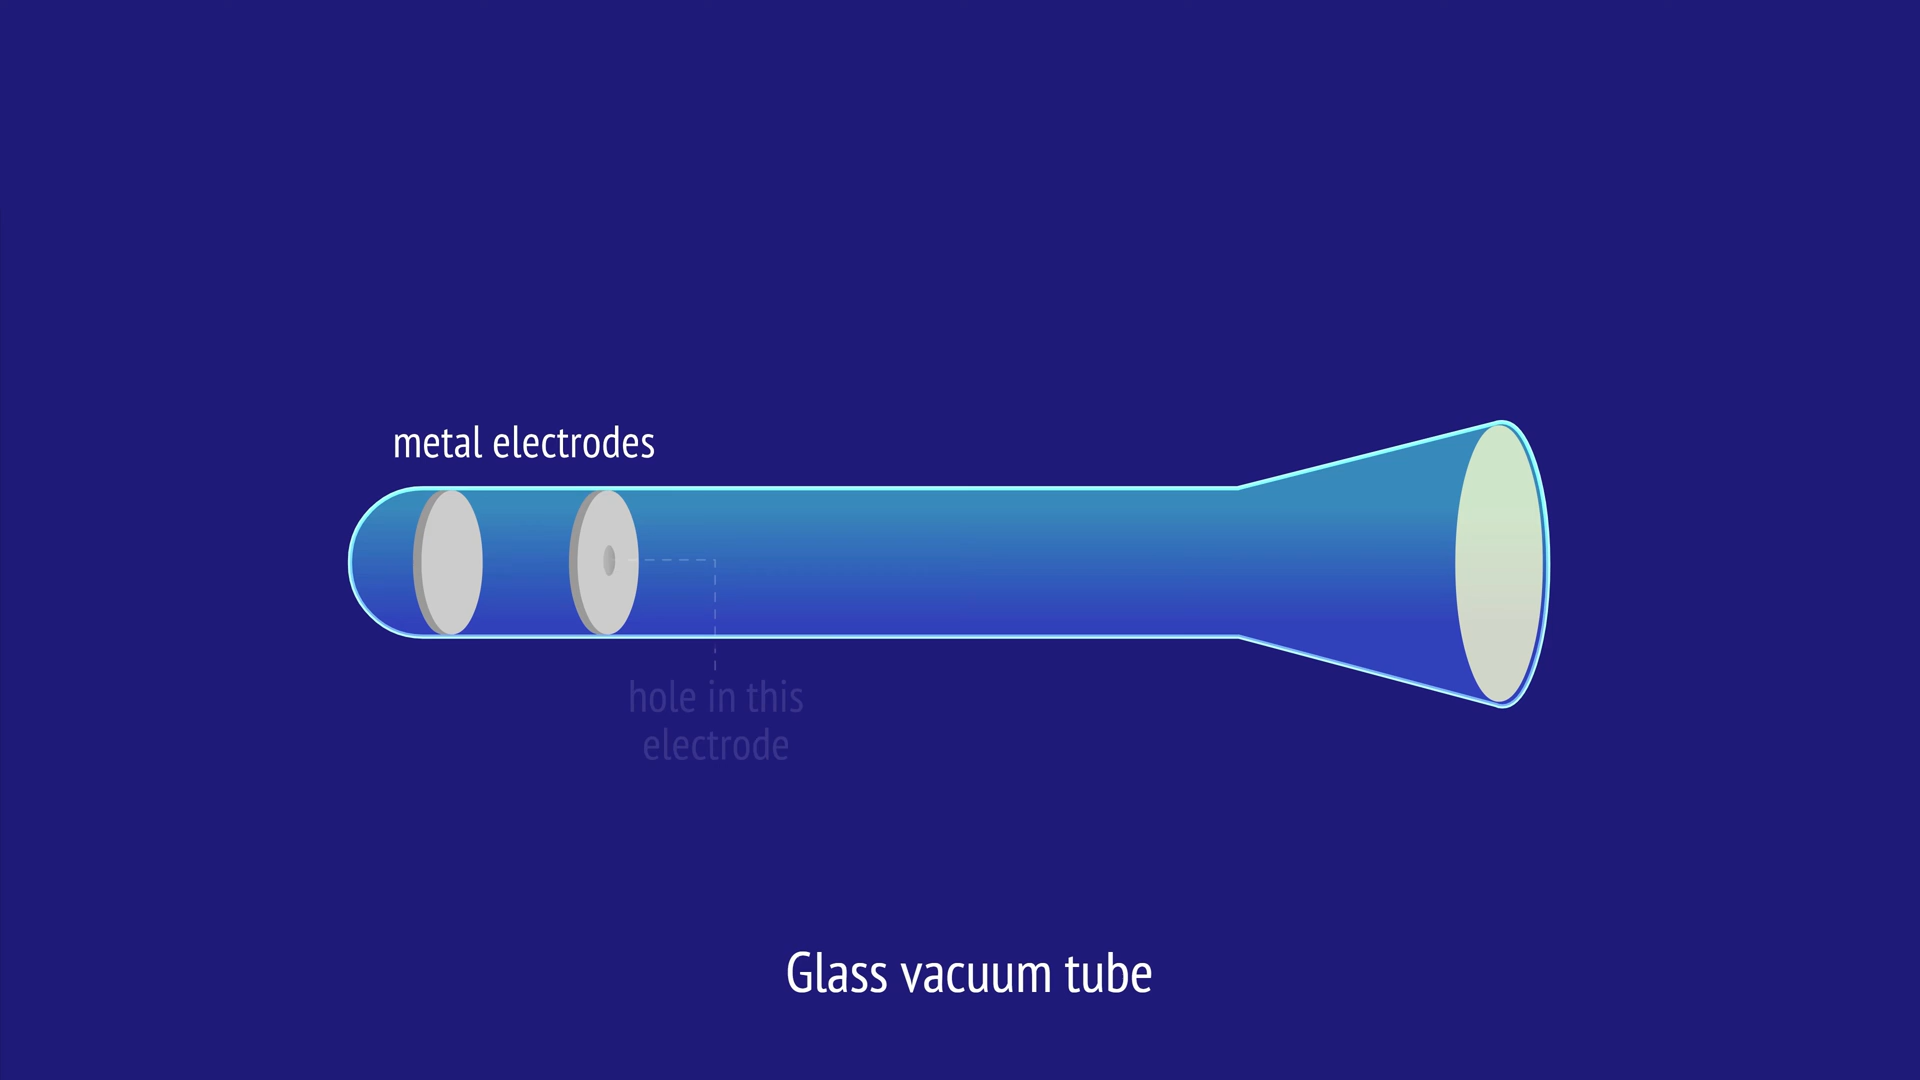 metal electrodes
hole in this
electrode
Glass vacuum tube